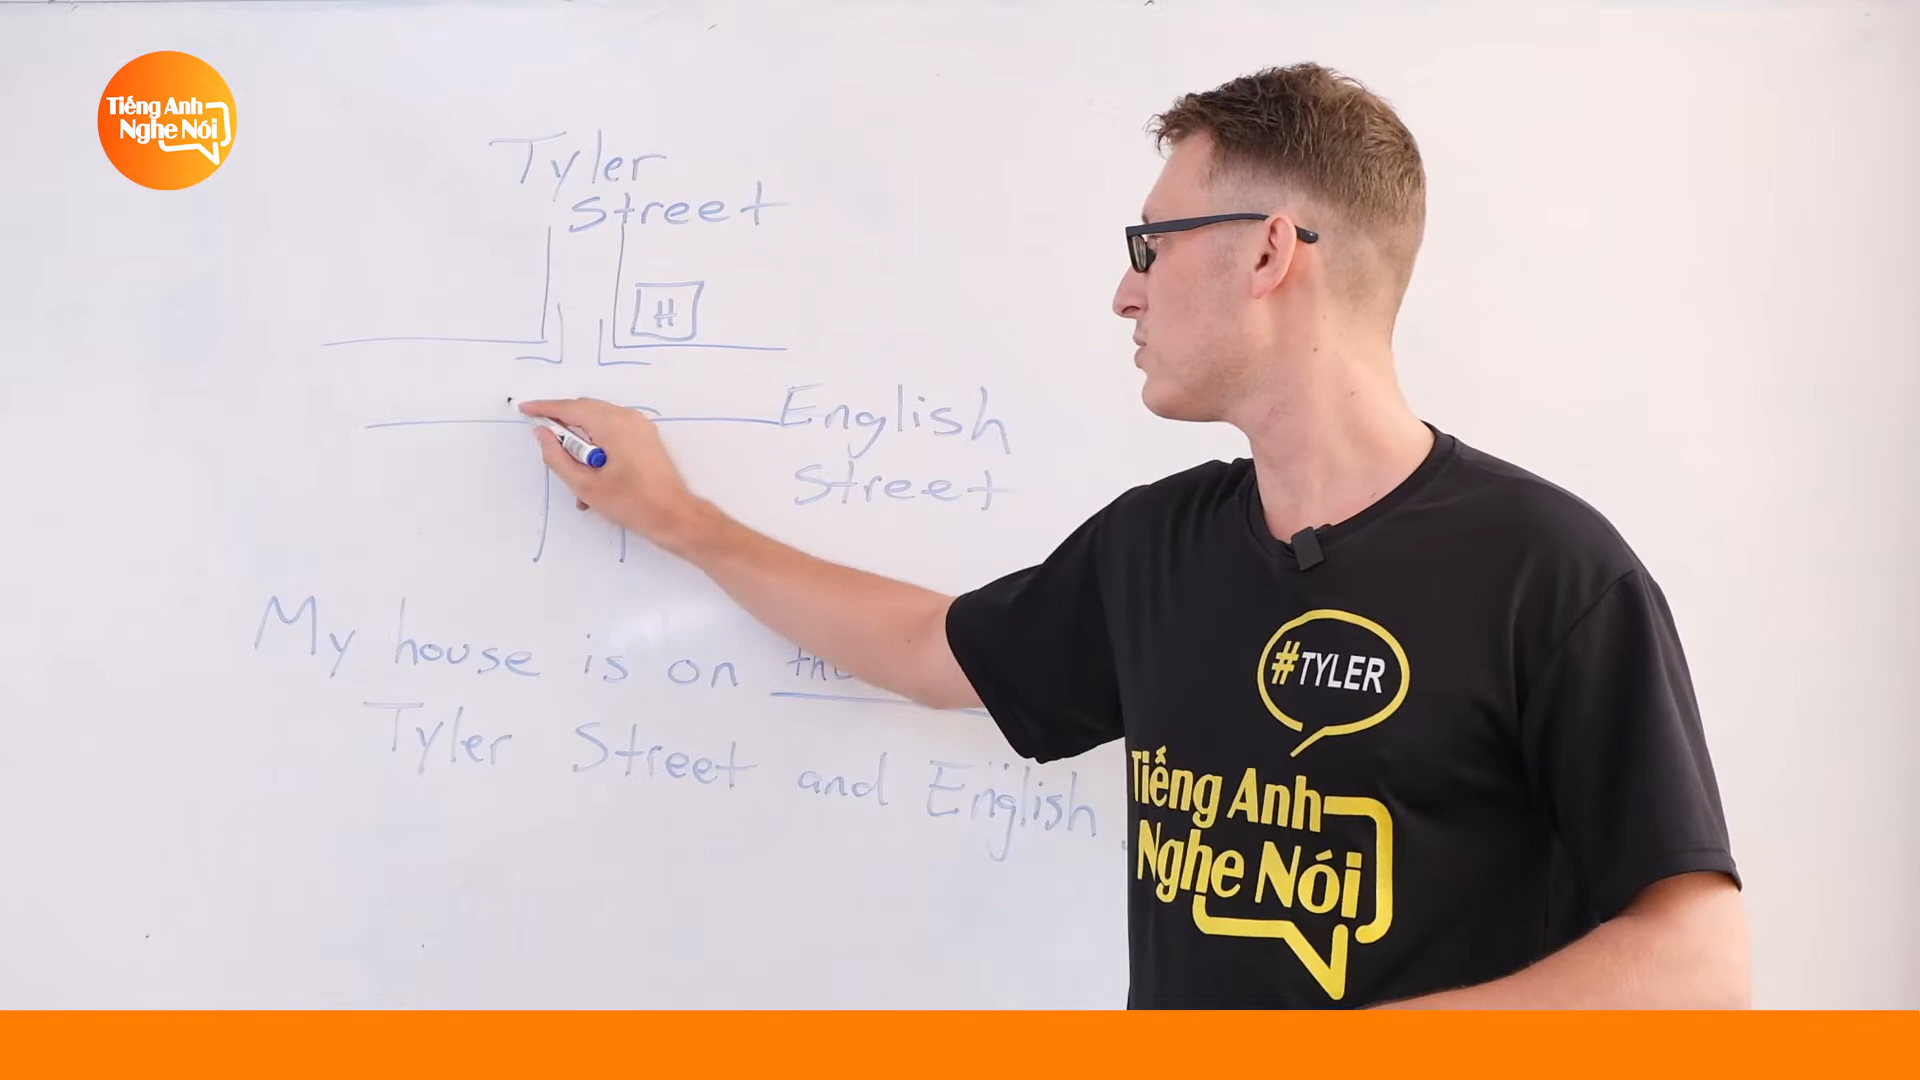 Tiếng Anh
Nghe Nói
Tyler
Street
H
English
Street
My house is on
Tyler Street and English
#TYLER
Tiếng Anh
Nghe Nói